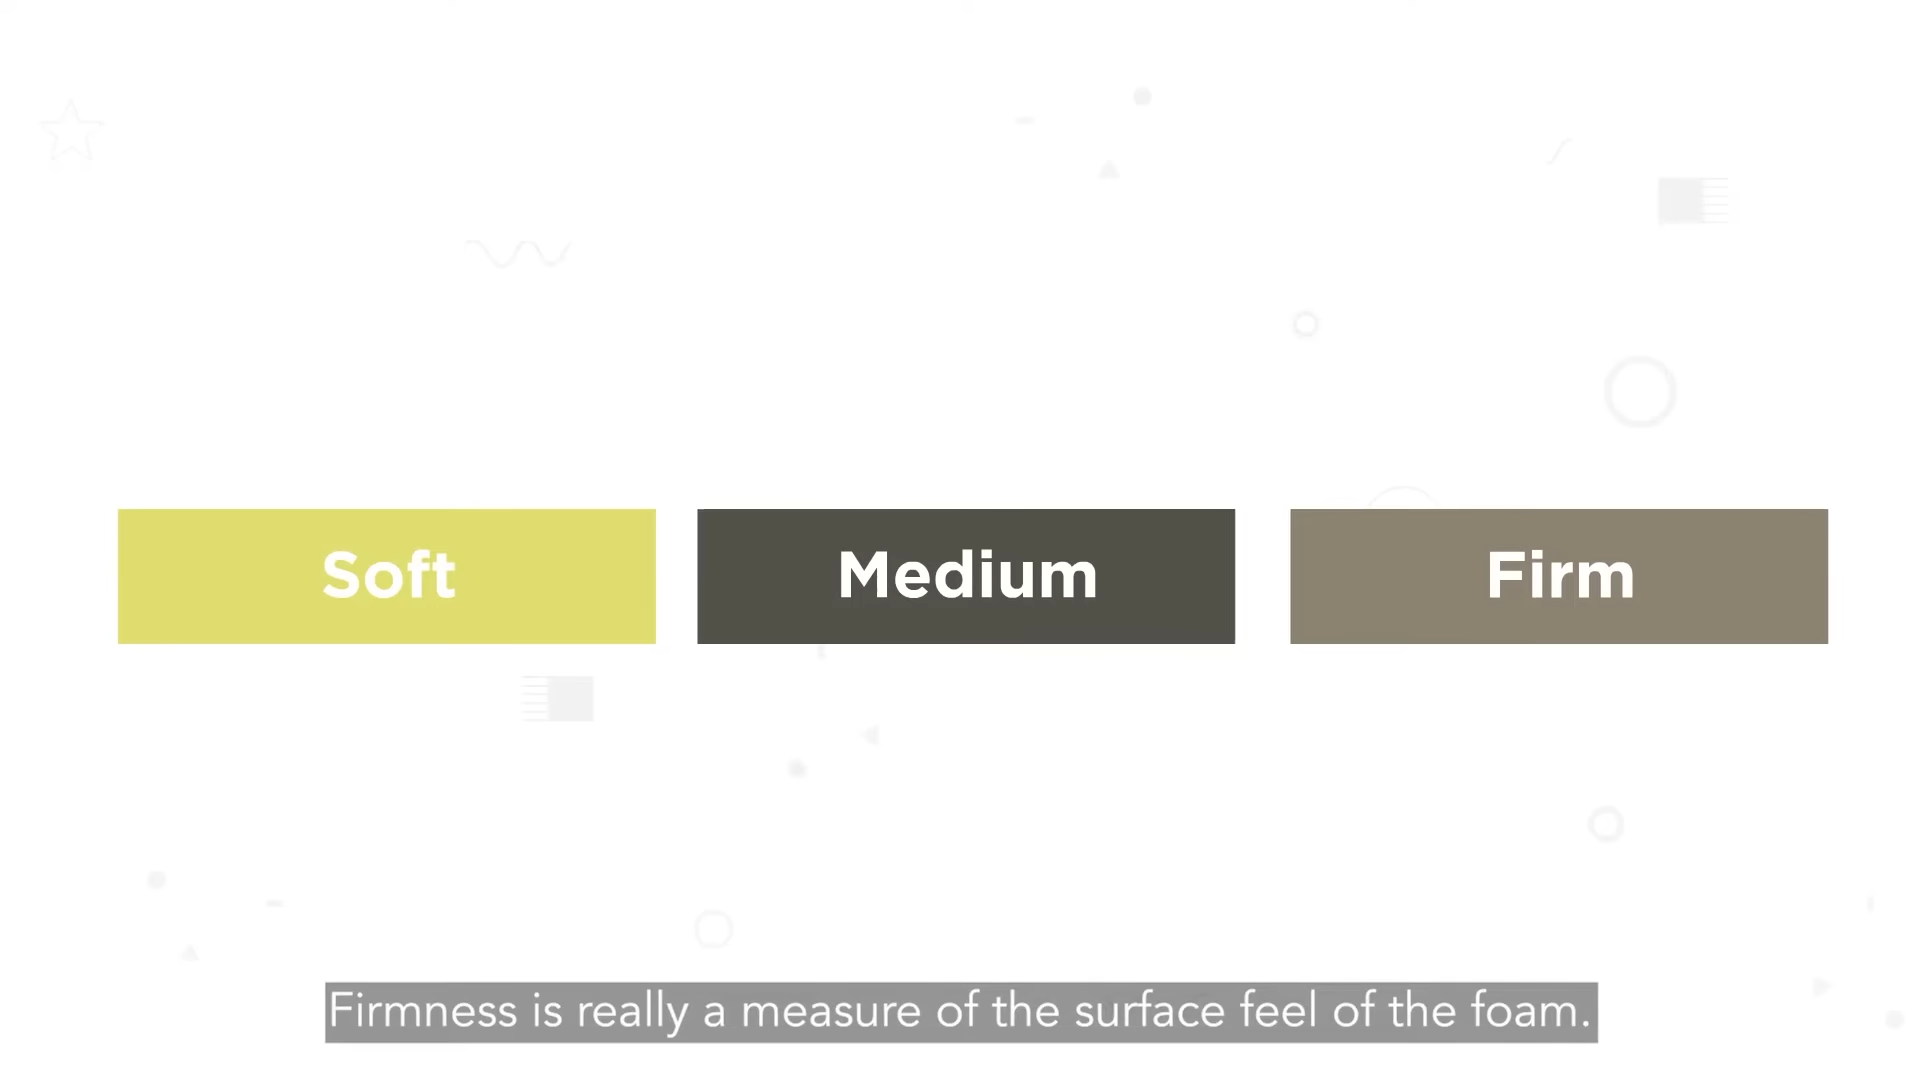 Soft
Medium
Firm
Firmness is really a measure of the surface feel of the foam.